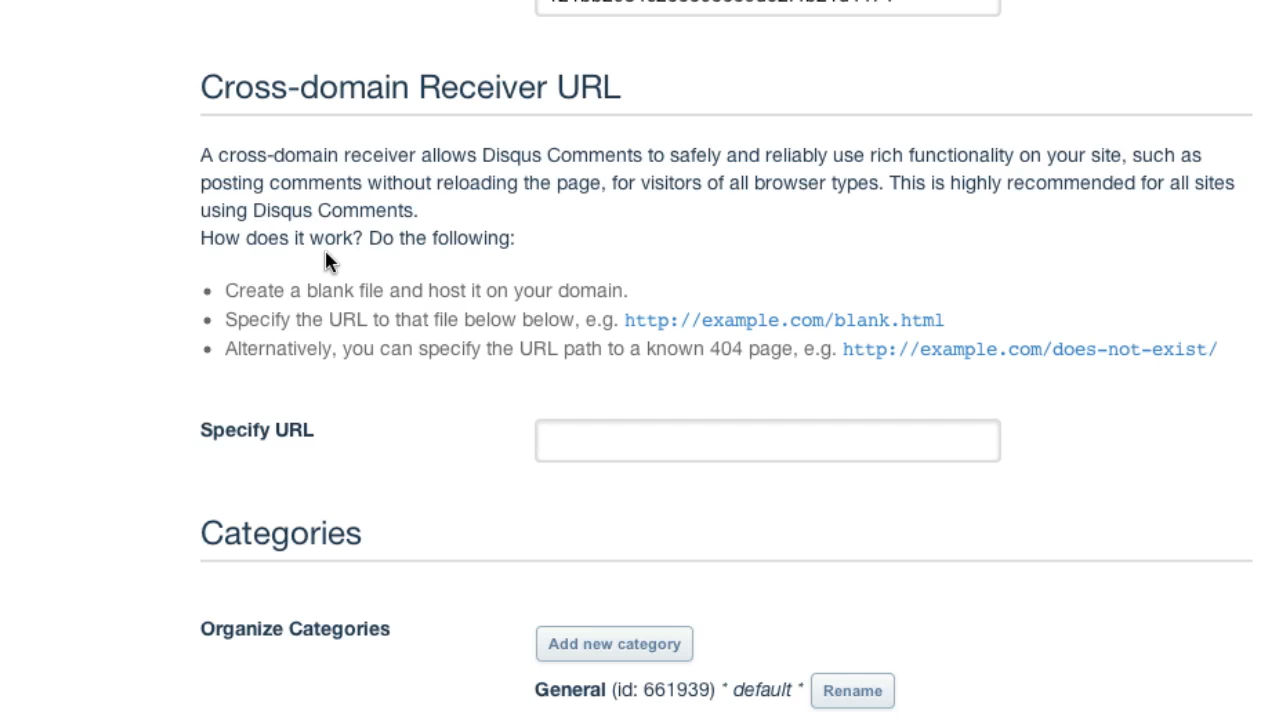 Cross-domain Receiver URL
A cross-domain receiver allows Disqus Comments to safely and reliably use rich functionality on your site, such as
posting comments without reloading the page, for visitors of all browser types. This is highly recommended for all sites
using Disqus Comments.
How does it work? Do the following:
• Create a blank file and host it on your domain.
• Specify the URL to that file below below, e.g. http://example.com/blank.html
• Alternatively, you can specify the URL path to a known 404 page, e.g. http://example.com/does-not-exist/
Specify URL
Categories
Organize Categories
Add new category
General (id: 661939) * default * Rename